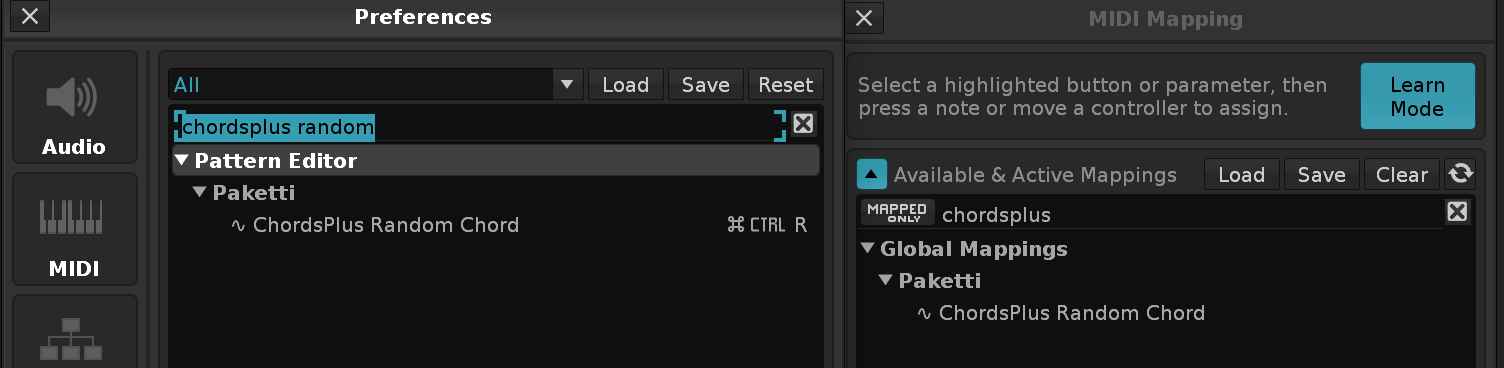 Preferences
Audio
MIDI
All
Load
Save
Reset
chordsplus random
Pattern Editor
Paketti
ChordsPlus Random Chord
⌘ CTRL R
MIDI Mapping
Select a highlighted button or parameter, then
press a note or move a controller to assign.
Learn
Mode
Available & Active Mappings
Load
Save
Clear
MAPPED
ONLY
chordsplus
Global Mappings
Paketti
ChordsPlus Random Chord